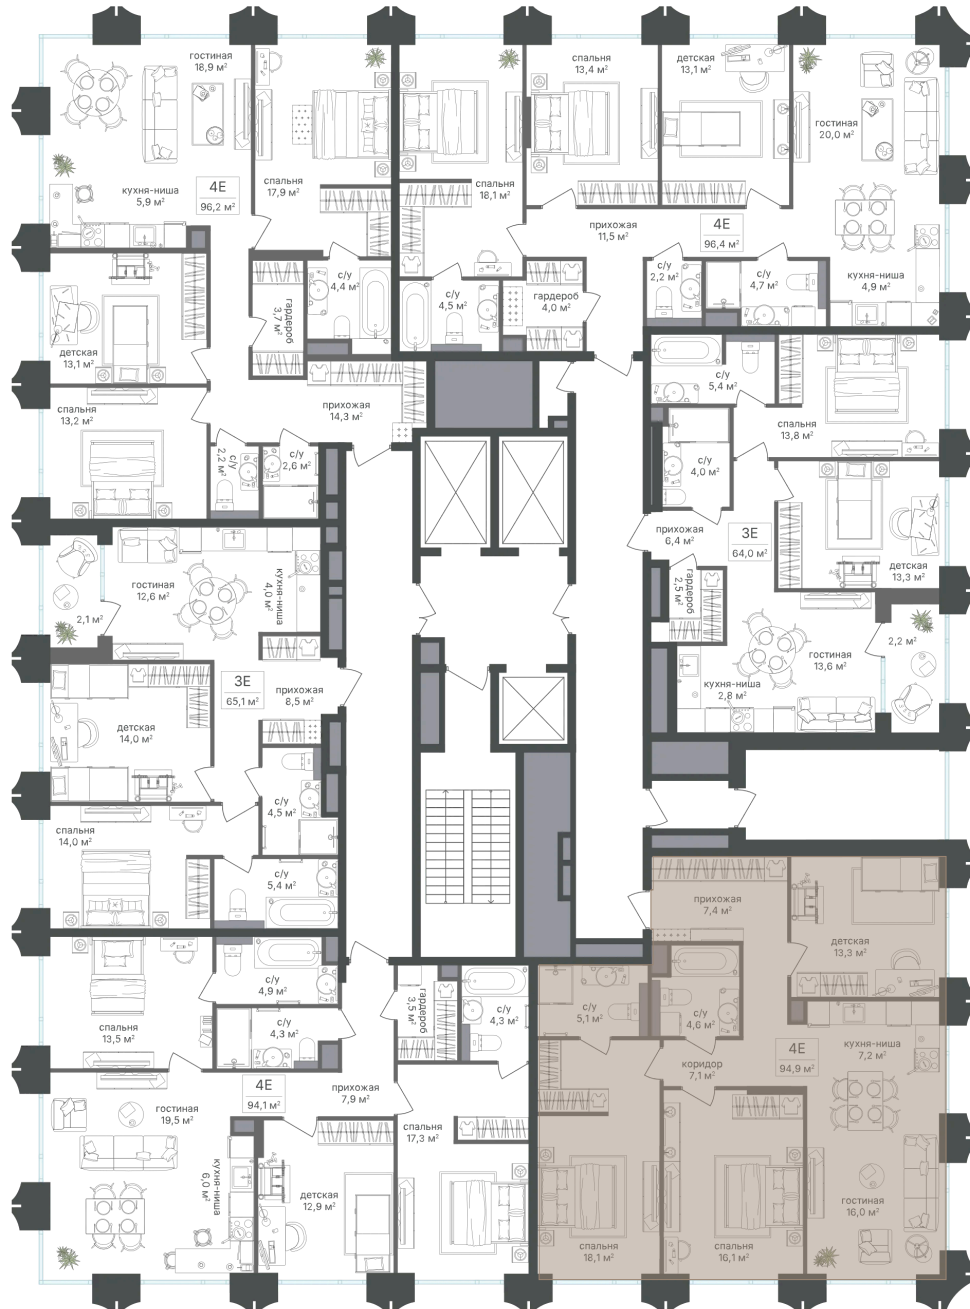 гостиная
18,9 м²
кухня-ниша
5,9 м²
4Е
96,2 м²
спальня
17,9 м²
спальня
18,1 м²
спальня
13,4 м²
детская
13,1 м²
гостиная
20,0 м²
прихожая
11,5 м²
4Е
96,4 м²
кухня-ниша
4,9 м²
с/у
4,4 м²
гардероб
3,7 м²
с/у
4,5 м²
гардероб
4,0 м²
с/у
2,2 м²
с/у
4,7 м²
детская
13,1 м²
спальня
13,2 м²
прихожая
14,3 м²
с/у
2,2 м²
с/у
2,6 м²
с/у
5,4 м²
спальня
13,8 м²
с/у
4,0 м²
прихожая
6,4 м²
3Е
64,0 м²
детская
13,3 м²
гардероб
2,5 м²
гостиная
13,6 м²
2,2 м²
кухня-ниша
2,8 м²
гостиная
12,6 м²
кухня-ниша
4,0 м²
2,1 м²
3Е
65,1 м²
прихожая
8,5 м²
детская
14,0 м²
с/у
4,5 м²
спальня
14,0 м²
с/у
5,4 м²
прихожая
7,4 м²
детская
13,3 м²
с/у
5,1 м²
с/у
4,6 м²
коридор
7,1 м²
4Е
94,9 м²
кухня-ниша
7,2 м²
гостиная
16,0 м²
спальня
18,1 м²
спальня
16,1 м²
с/у
4,9 м²
спальня
13,5 м²
с/у
4,3 м²
гардероб
3,5 м²
с/у
4,3 м²
4Е
94,1 м²
прихожая
7,9 м²
гостиная
19,5 м²
кухня-ниша
6,0 м²
детская
12,9 м²
спальня
17,3 м²